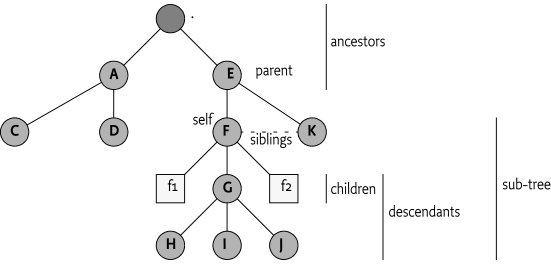 ancestors
A
E
parent
C
D
self
F
siblings
K
f1
G
f2
children
sub-tree
descendants
H
I
J